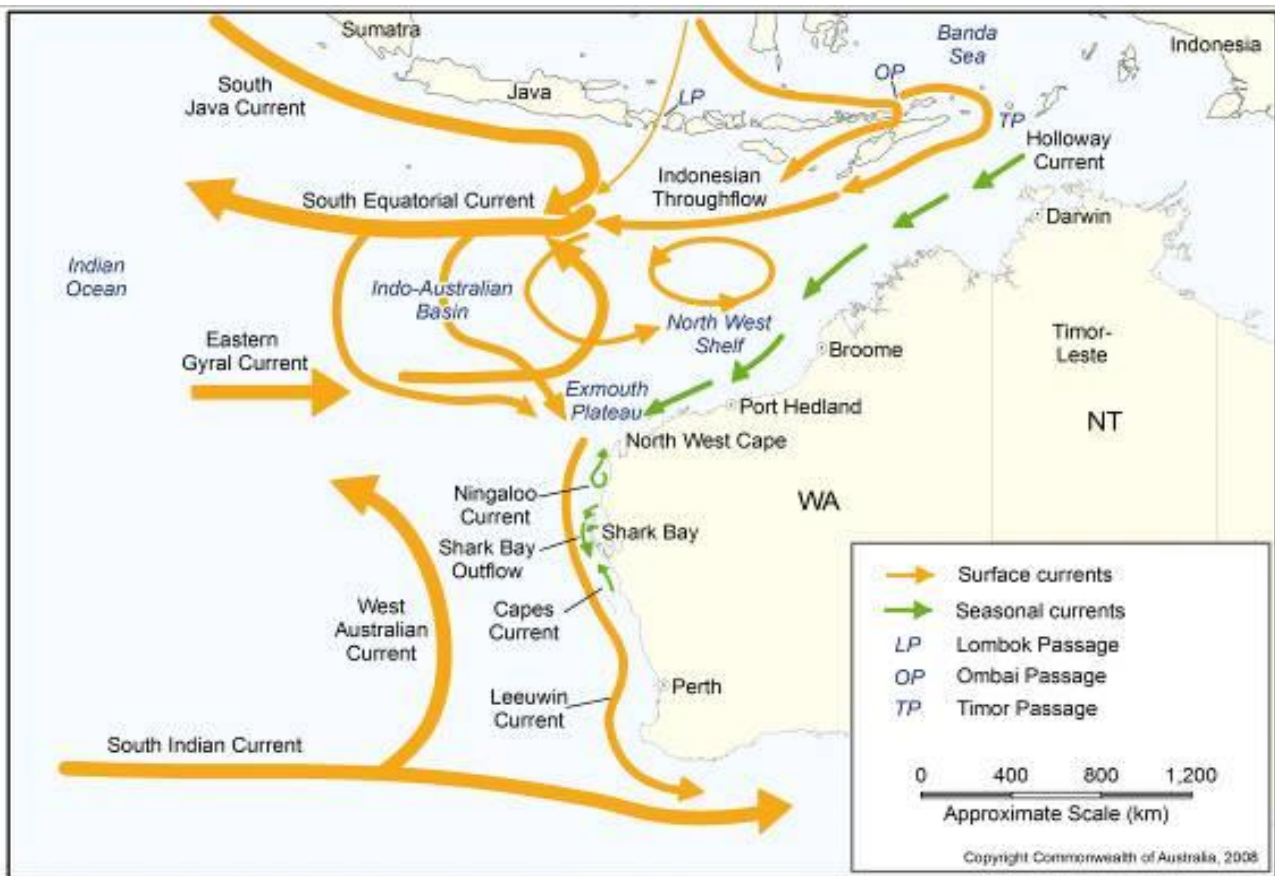 Sumatra
Banda
Sea
Indonesia
South
Java Current
Java
LP
OP
TP
Holloway
Current
Indonesian
Throughflow
South Equatorial Current
Darwin
Indian
Ocean
Indo-Australian
Basin
North West
Shelf
Eastern
Gyral Current
Broome
Timor-
Leste
Exmouth
Plateau
Port Hedland
NT
North West Cape
Ningaloo
Current
WA
Shark Bay
Shark Bay
Outflow
West
Australian
Current
Capes
Current
Leeuwin
Current
Perth
South Indian Current
Surface currents
Seasonal currents
LP Lombok Passage
OP Ombai Passage
TP Timor Passage
0 400 800 1,200
Approximate Scale (km)
Copyright Commonwealth of Australia, 2008